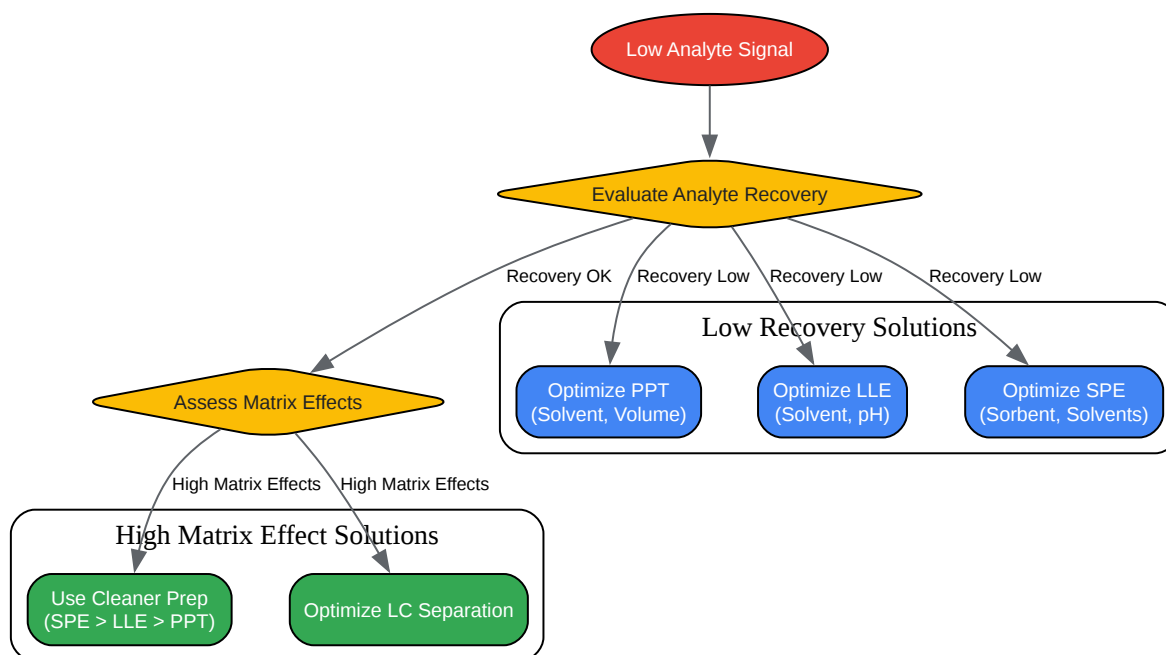 Low Analyte Signal
Evaluate Analyte Recovery
Recovery OK
Recovery Low
Recovery Low
Recovery Low
Low Recovery Solutions
Optimize PPT
(Solvent, Volume)
Optimize LLE
(Solvent, pH)
Optimize SPE
(Sorbent, Solvents)
Assess Matrix Effects
High Matrix Effects
High Matrix Effects
High Matrix Effect Solutions
Use Cleaner Prep
(SPE > LLE > PPT)
Optimize LC Separation